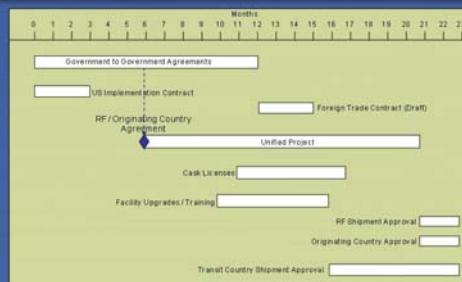 Months
0 1 2 3 4 5 6 7 8 9 10 11 12 13 14 15 16 17 18 19 20 21 22 23
Government to Government Agreements
US Implementation Contract
Foreign Trade Contract (Draft)
RF / Originating Country
Agreement
Unified Project
Cask Licenses
Facility Upgrades / Training
RF Shipment Approval
Originating Country Approval
Transit Country Shipment Approval